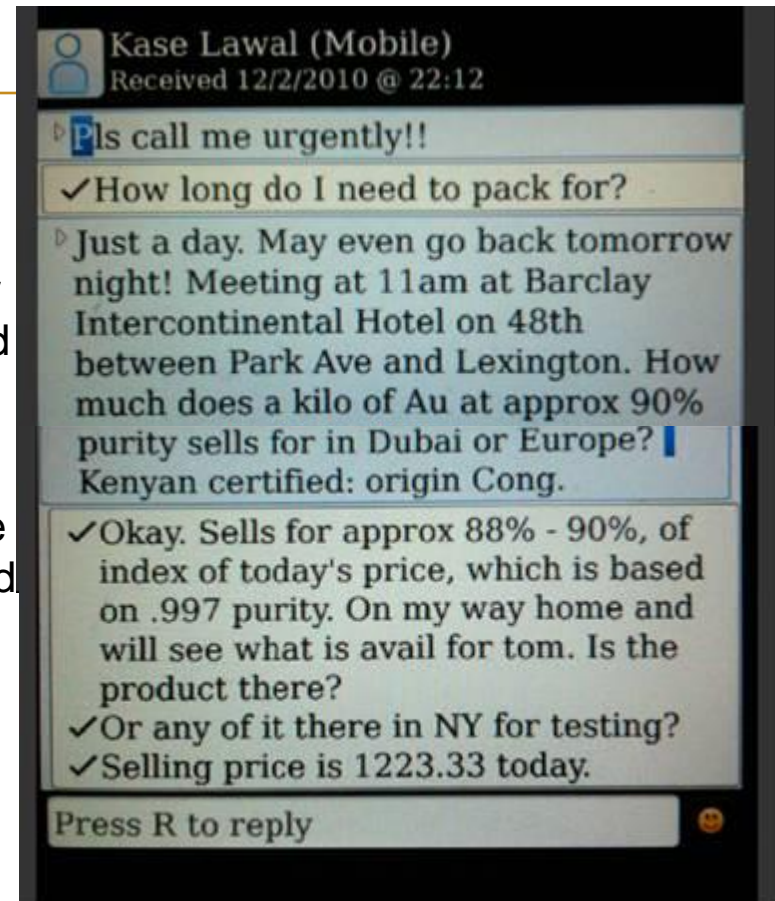 Kase Lawal (Mobile)
Received 12/2/2010 @ 22:12
Pls call me urgently!!
✓How long do I need to pack for?
Just a day. May even go back tomorrow
night! Meeting at 11am at Barclay
Intercontinental Hotel on 48th
between Park Ave and Lexington. How
d
much does a kilo of Au at approx 90%
purity sells for in Dubai or Europe?
Kenyan certified: origin Cong.
✓Okay. Sells for approx 88% - 90%, of
e
index of today's price, which is based
d
on .997 purity. On my way home and
will see what is avail for tom. Is the
product there?
✓Or any of it there in NY for testing?
✓Selling price is 1223.33 today.
Press R to reply